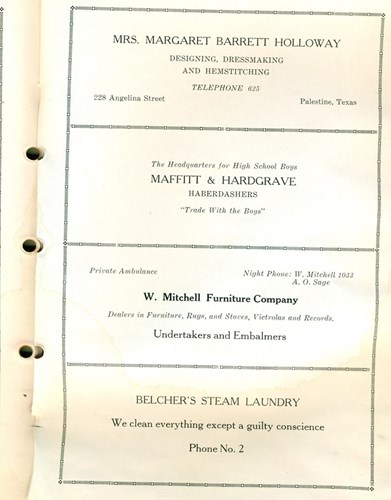 MRS. MARGARET BARRETT HOLLOWAY
DESIGNING, DRESSMAKING
AND HEMSTITCHING
TELEPHONE 625
228 Angelina Street Palestine, Texas
The Headquarters for High School Boys
MAFFITT & HARDGRAVE
HABERDASHERS
"Trade With the Boys"
Private Ambulance Night Phone: W. Mitchell 1033
A. O. Sage
W. Mitchell Furniture Company
Dealers in Furniture, Rugs, and Stoves, Victrolas and Records.
Undertakers and Embalmers
BELCHER'S STEAM LAUNDRY
We clean everything except a guilty conscience
Phone No. 2